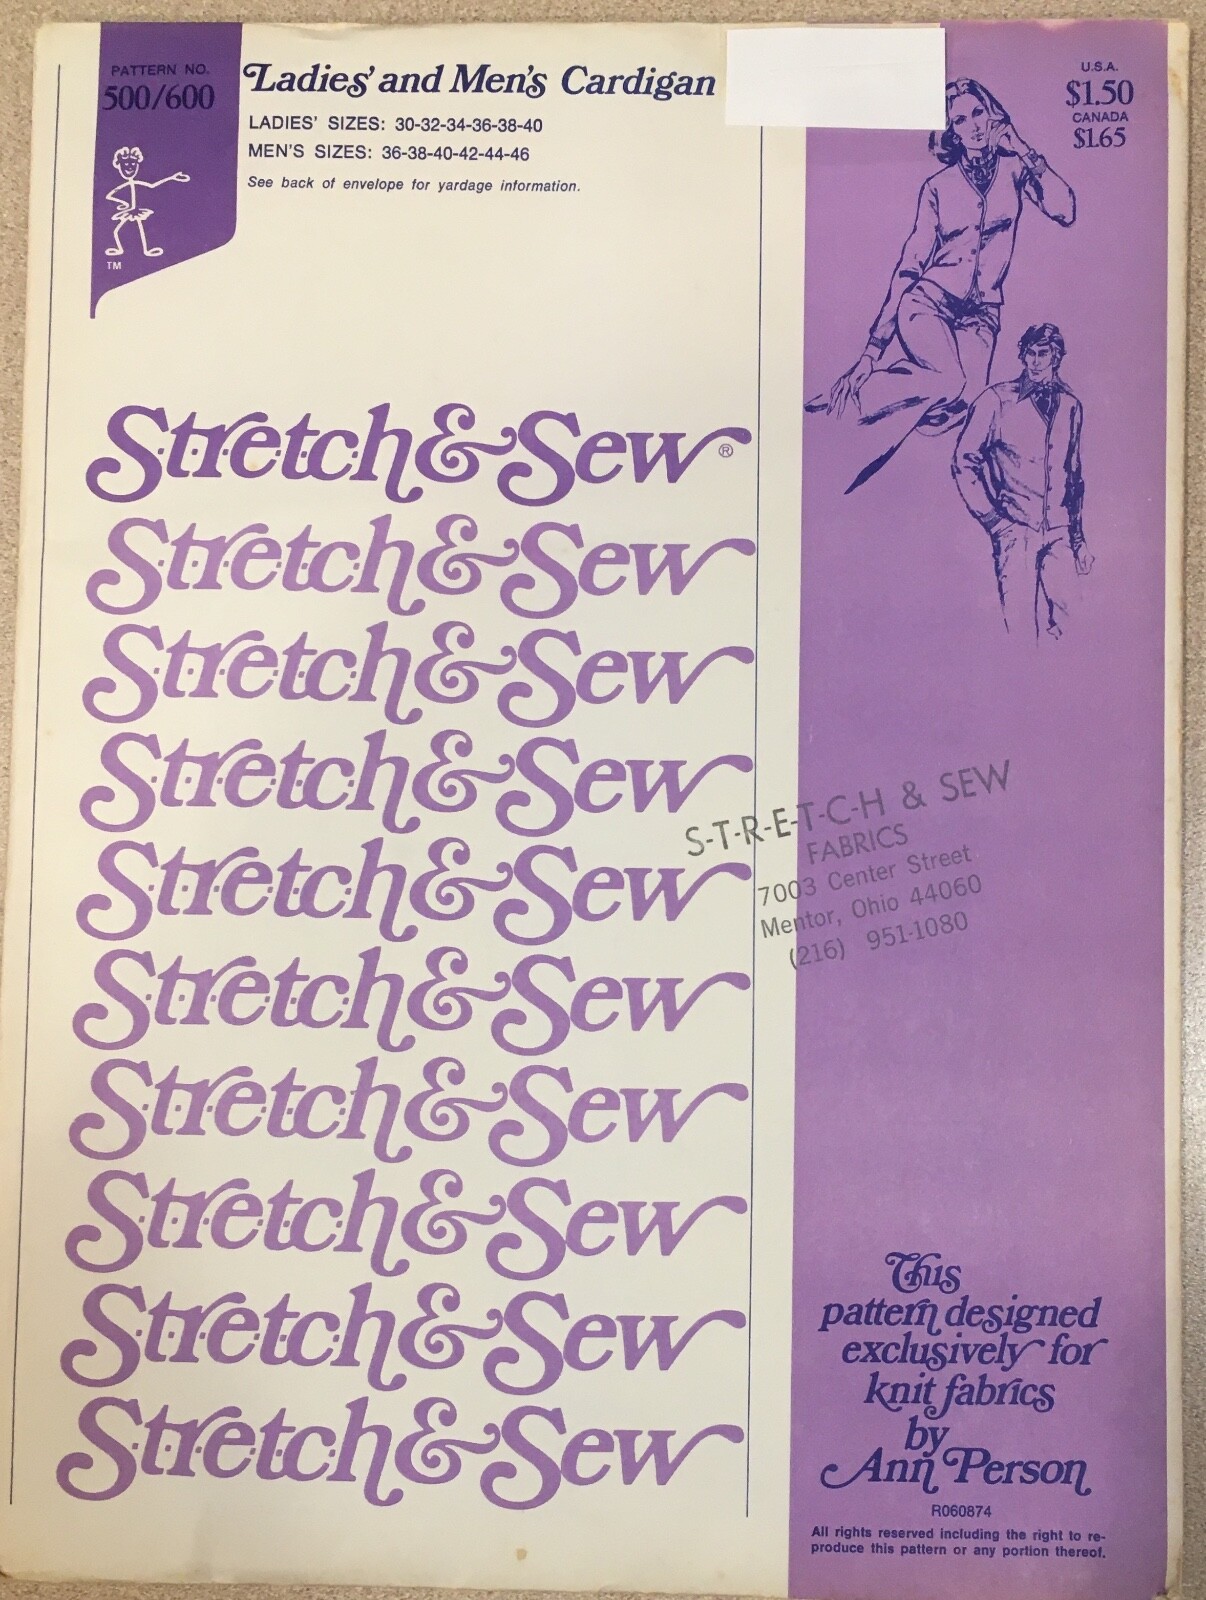 PATTERN NO.
500/600
TM
Ladies' and Men's Cardigan
LADIES' SIZES: 30-32-34-36-38-40
MEN'S SIZES: 36-38-40-42-44-46
See back of envelope for yardage information.
U.S.A.
$1.50
CANADA
$1.65
Stretch & Sew®
Stretch & Sew
Stretch & Sew
Stretch & Sew
Stretch & Sew
Stretch & Sew
Stretch & Sew
Stretch & Sew
Stretch & Sew
Stretch & Sew
S-T-R-E-T-C-H & SEW
FABRICS
7003 Center Street
Mentor, Ohio 44060
(216) 951-1080
This
pattern designed
exclusively for
knit fabrics
by
Ann Person
R060874
All rights reserved including the right to re-
produce this pattern or any portion thereof.